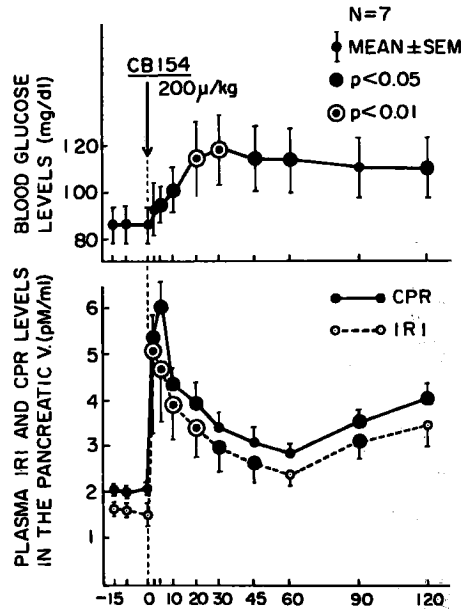 N=7
MEAN ± SEM
p<0.05
p<0.01
CB154
200μ/kg
BLOOD GLUCOSE
LEVELS (mg/dl)
120
100
80
PLASMA IRI AND CPR LEVELS
IN THE PANCREATIC V.(pM/ml)
CPR
IRI
6
5
4
3
2
1
-15 0 5 10 20 30 45 60 90 120